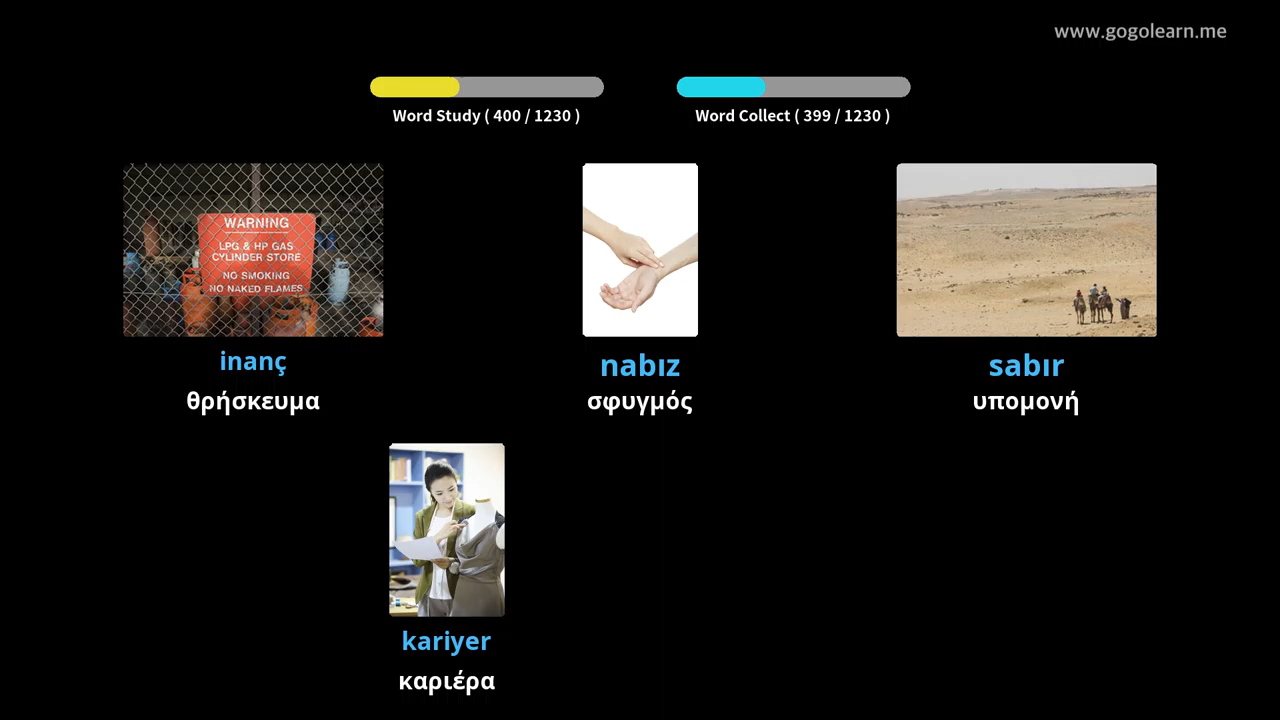 www.gogolearn.me
Word Study ( 400 / 1230 )
Word Collect ( 399 / 1230 )
WARNING
LPG & HP GAS
CYLINDER STORE
NO SMOKING
NO NAKED FLAMES
inanç
θρήσκευμα
nabız
σφυγμός
sabır
υπομονή
kariyer
καριέρα